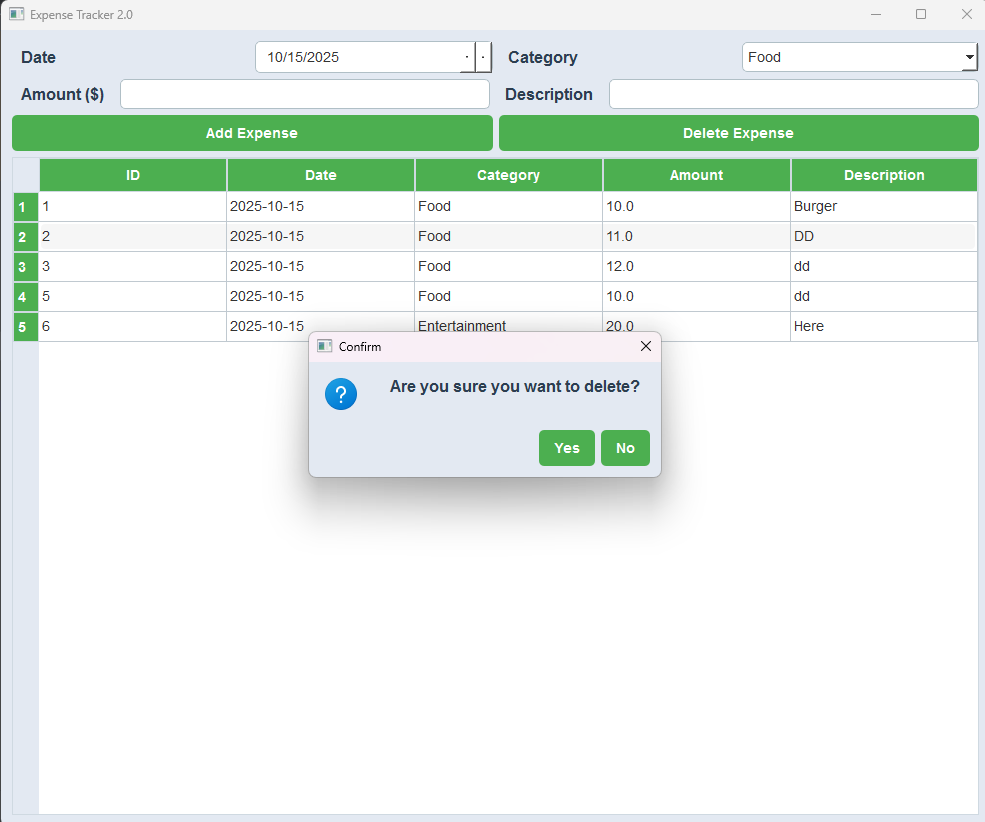 Expense Tracker 2.0
Date 10/15/2025 Category Food
Amount ($) Description
Add Expense Delete Expense
ID Date Category Amount Description
1 1 2025-10-15 Food 10.0 Burger
2 2 2025-10-15 Food 11.0 DD
3 3 2025-10-15 Food 12.0 dd
4 5 2025-10-15 Food 10.0 dd
5 6 2025-10-15 Entertainment 20.0 Here
Confirm
?
Are you sure you want to delete?
Yes No